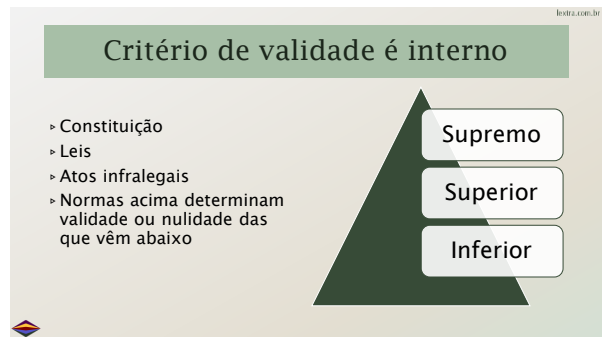 lextra.com.br
Critério de validade é interno
▹ Constituição
▹ Leis
▹ Atos infralegais
▹ Normas acima determinam
validade ou nulidade das
que vêm abaixo
Supremo
Superior
Inferior